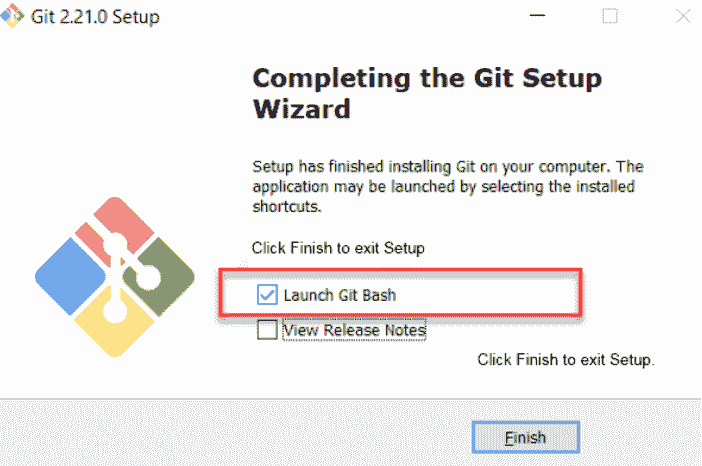 Git 2.21.0 Setup
Completing the Git Setup
Wizard
Setup has finished installing Git on your computer. The
application may be launched by selecting the installed
shortcuts.
Click Finish to exit Setup
Launch Git Bash
View Release Notes
Click Finish to exit Setup.
Finish